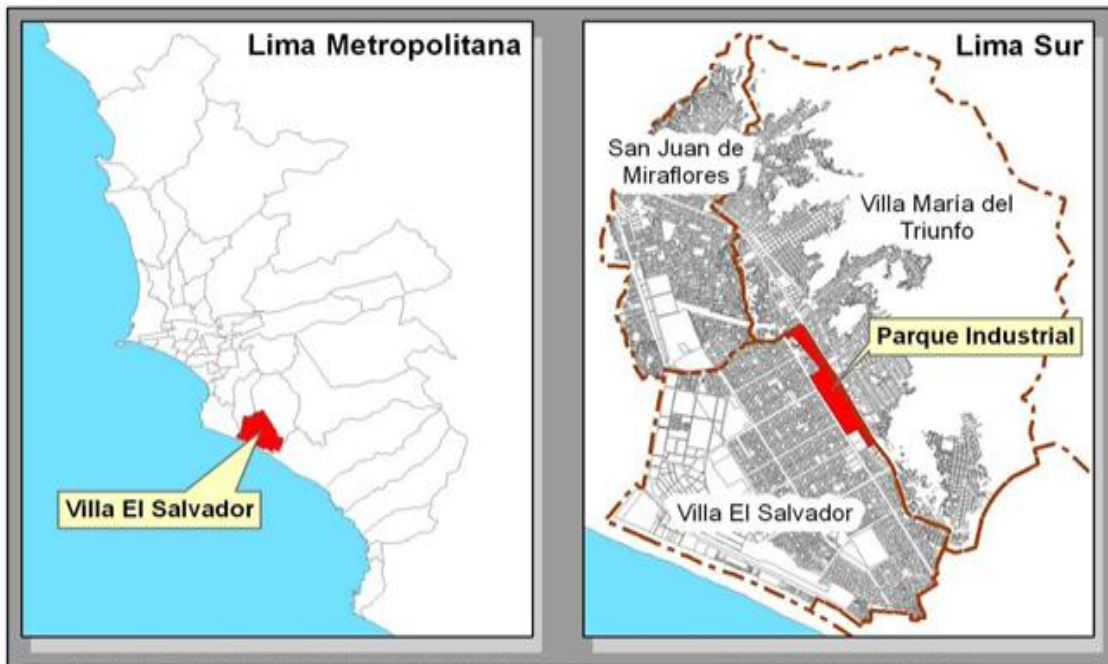 Lima Metropolitana
Villa El Salvador
Lima Sur
San Juan de
Miraflores
Villa María del
Triunfo
Parque Industrial
Villa El Salvador